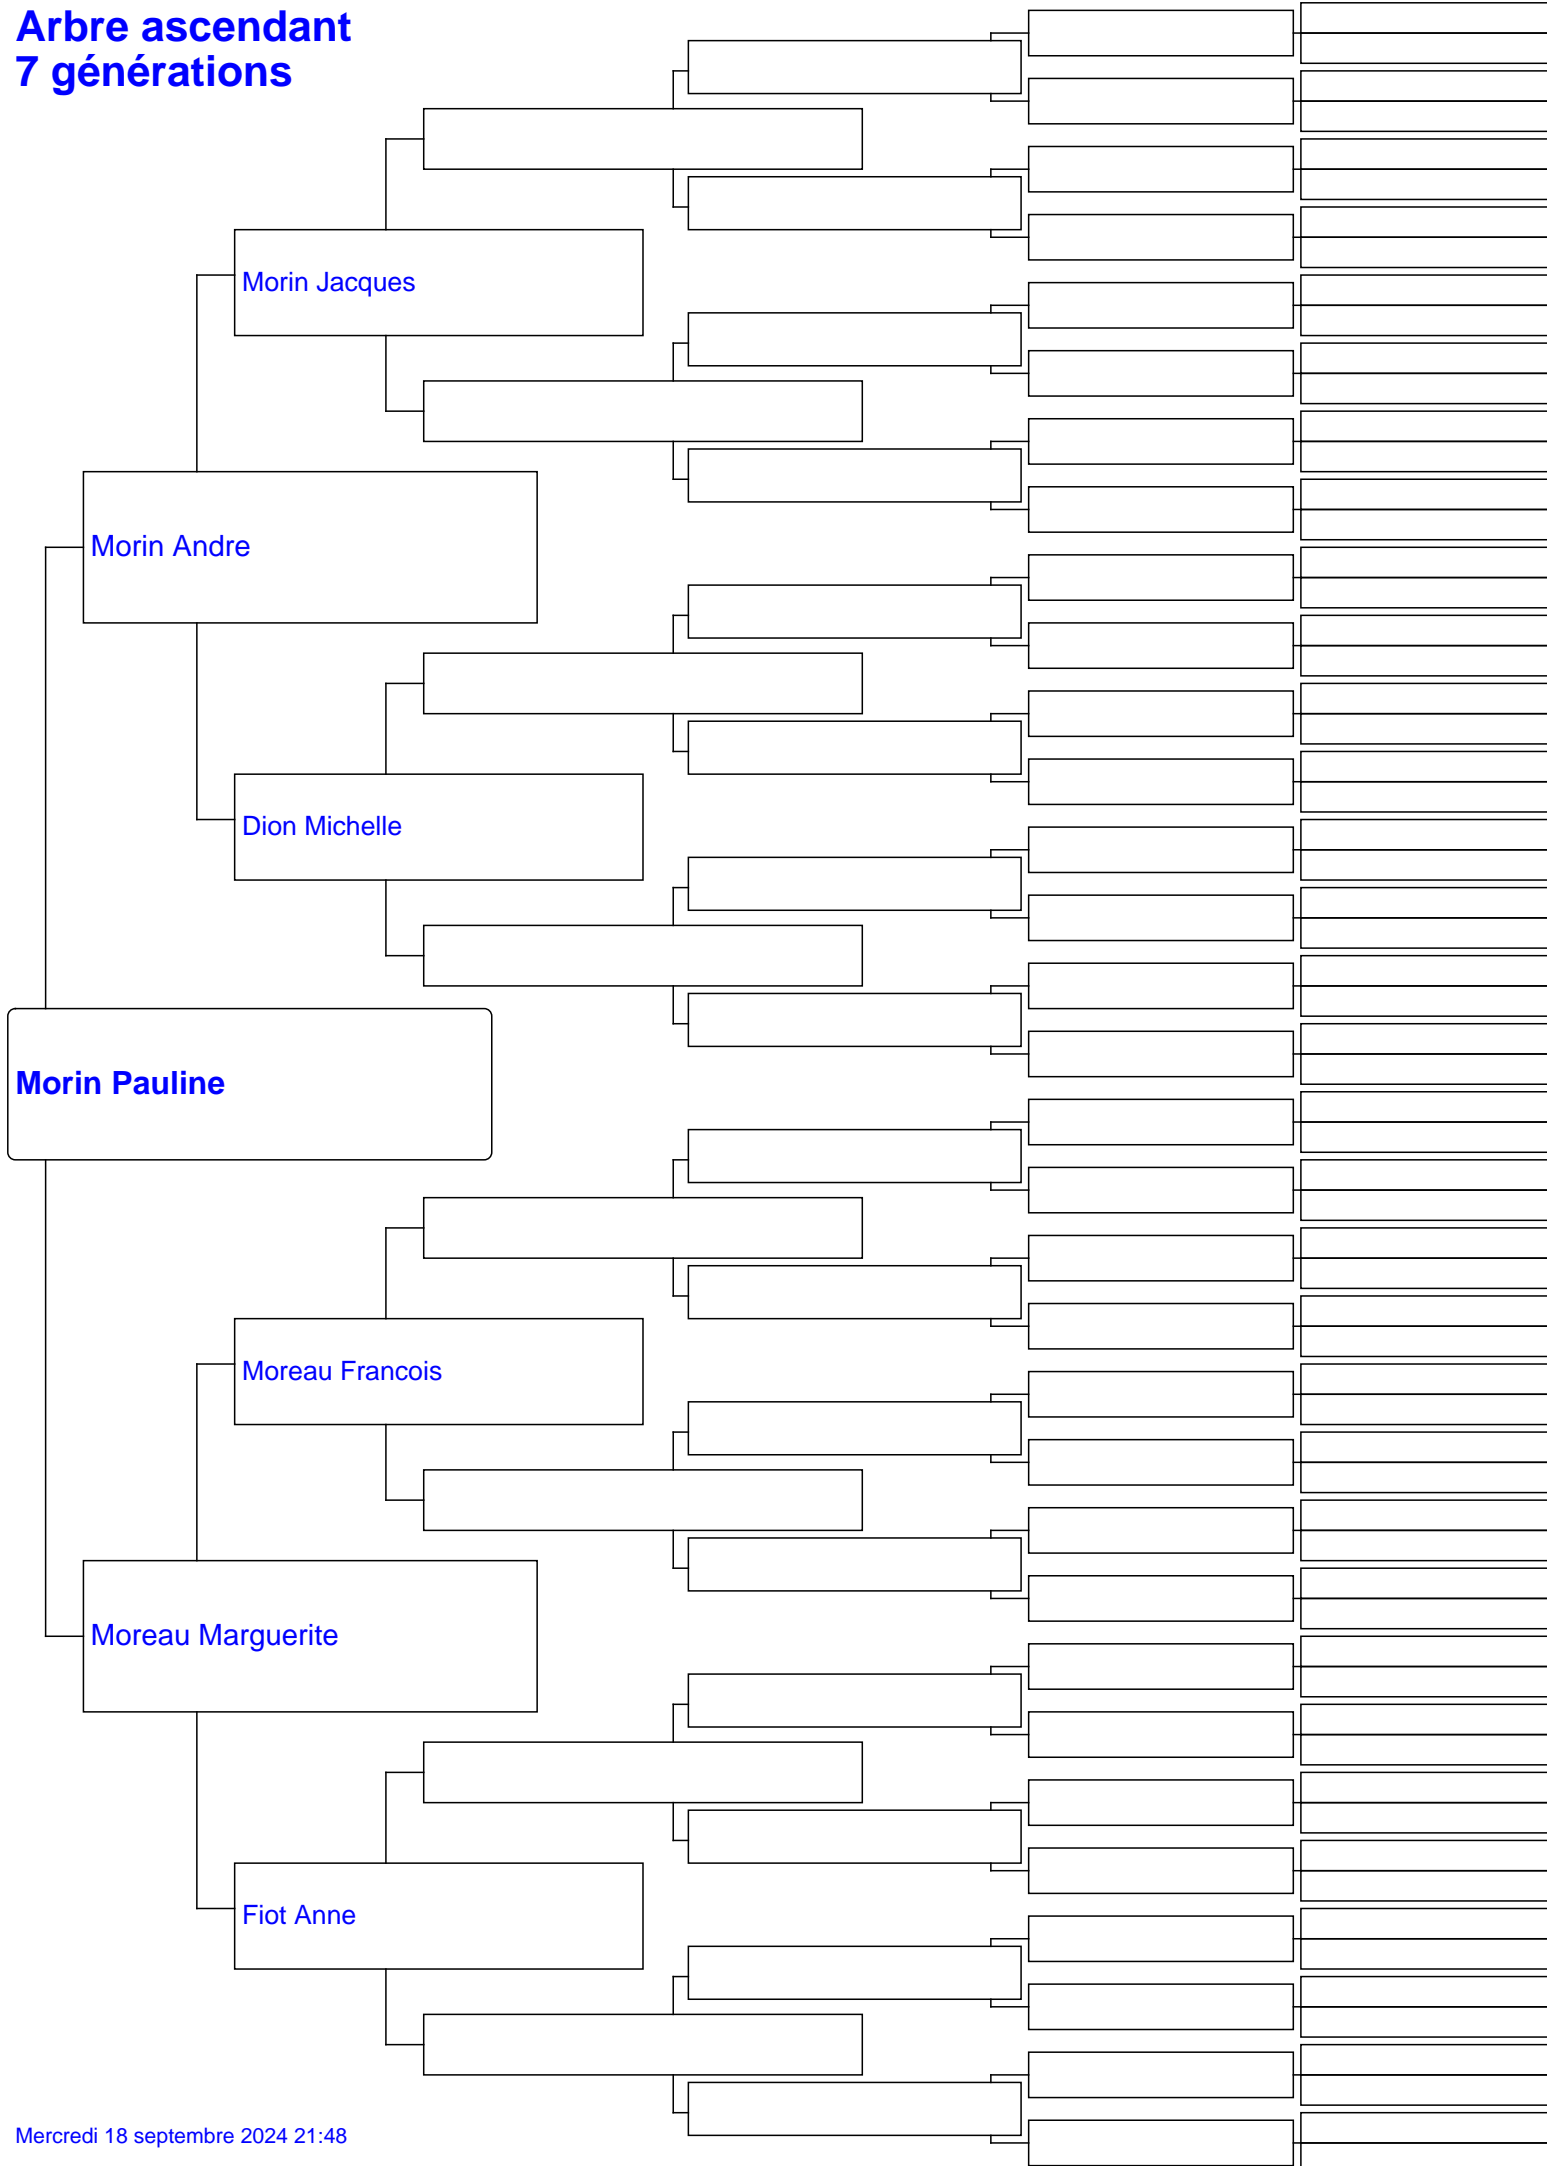 Arbre ascendant
7 générations
Morin Jacques
Morin Andre
Dion Michelle
Morin Pauline
Moreau Francois
Moreau Marguerite
Fiot Anne
Mercredi 18 septembre 2024 21:48